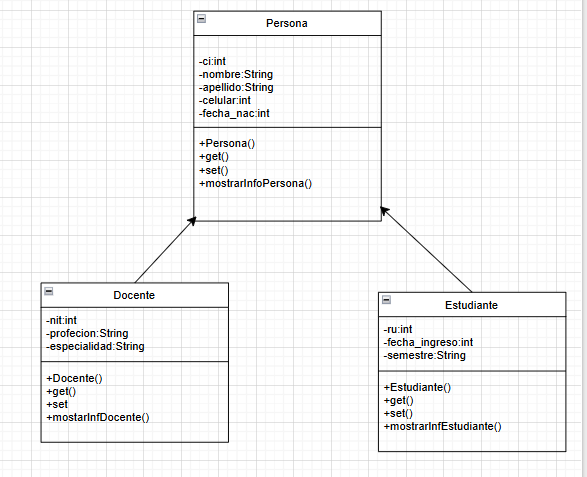 Persona
-ci:int
-nombre:String
-apellido:String
-celular:int
-fecha_nac:int
+Persona()
+get()
+set()
+mostrarInfoPersona()
Docente
-nit:int
-profecion:String
-especialidad:String
+Docente()
+get()
+set
+mostarInfDocente()
Estudiante
-ru:int
-fecha_ingreso:int
-semestre:String
+Estudiante()
+get()
+set()
+mostrarInfEstudiante()